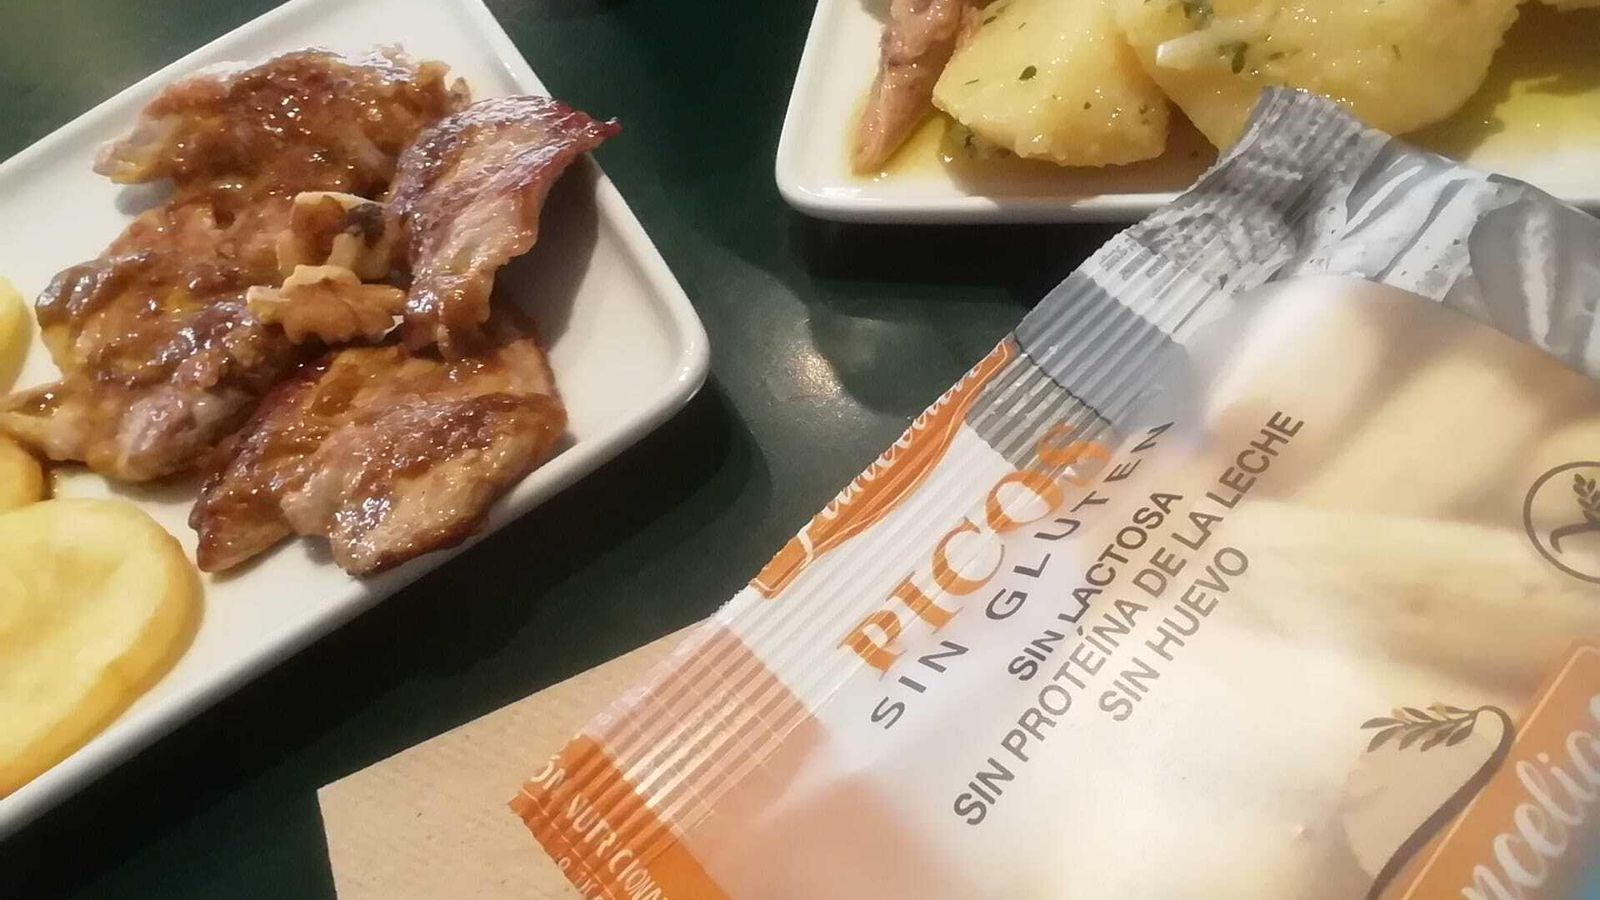 PICOS
SIN GLUTEN
SIN LACTOSA
SIN PROTEÍNA DE LA LECHE
SIN HUEVO